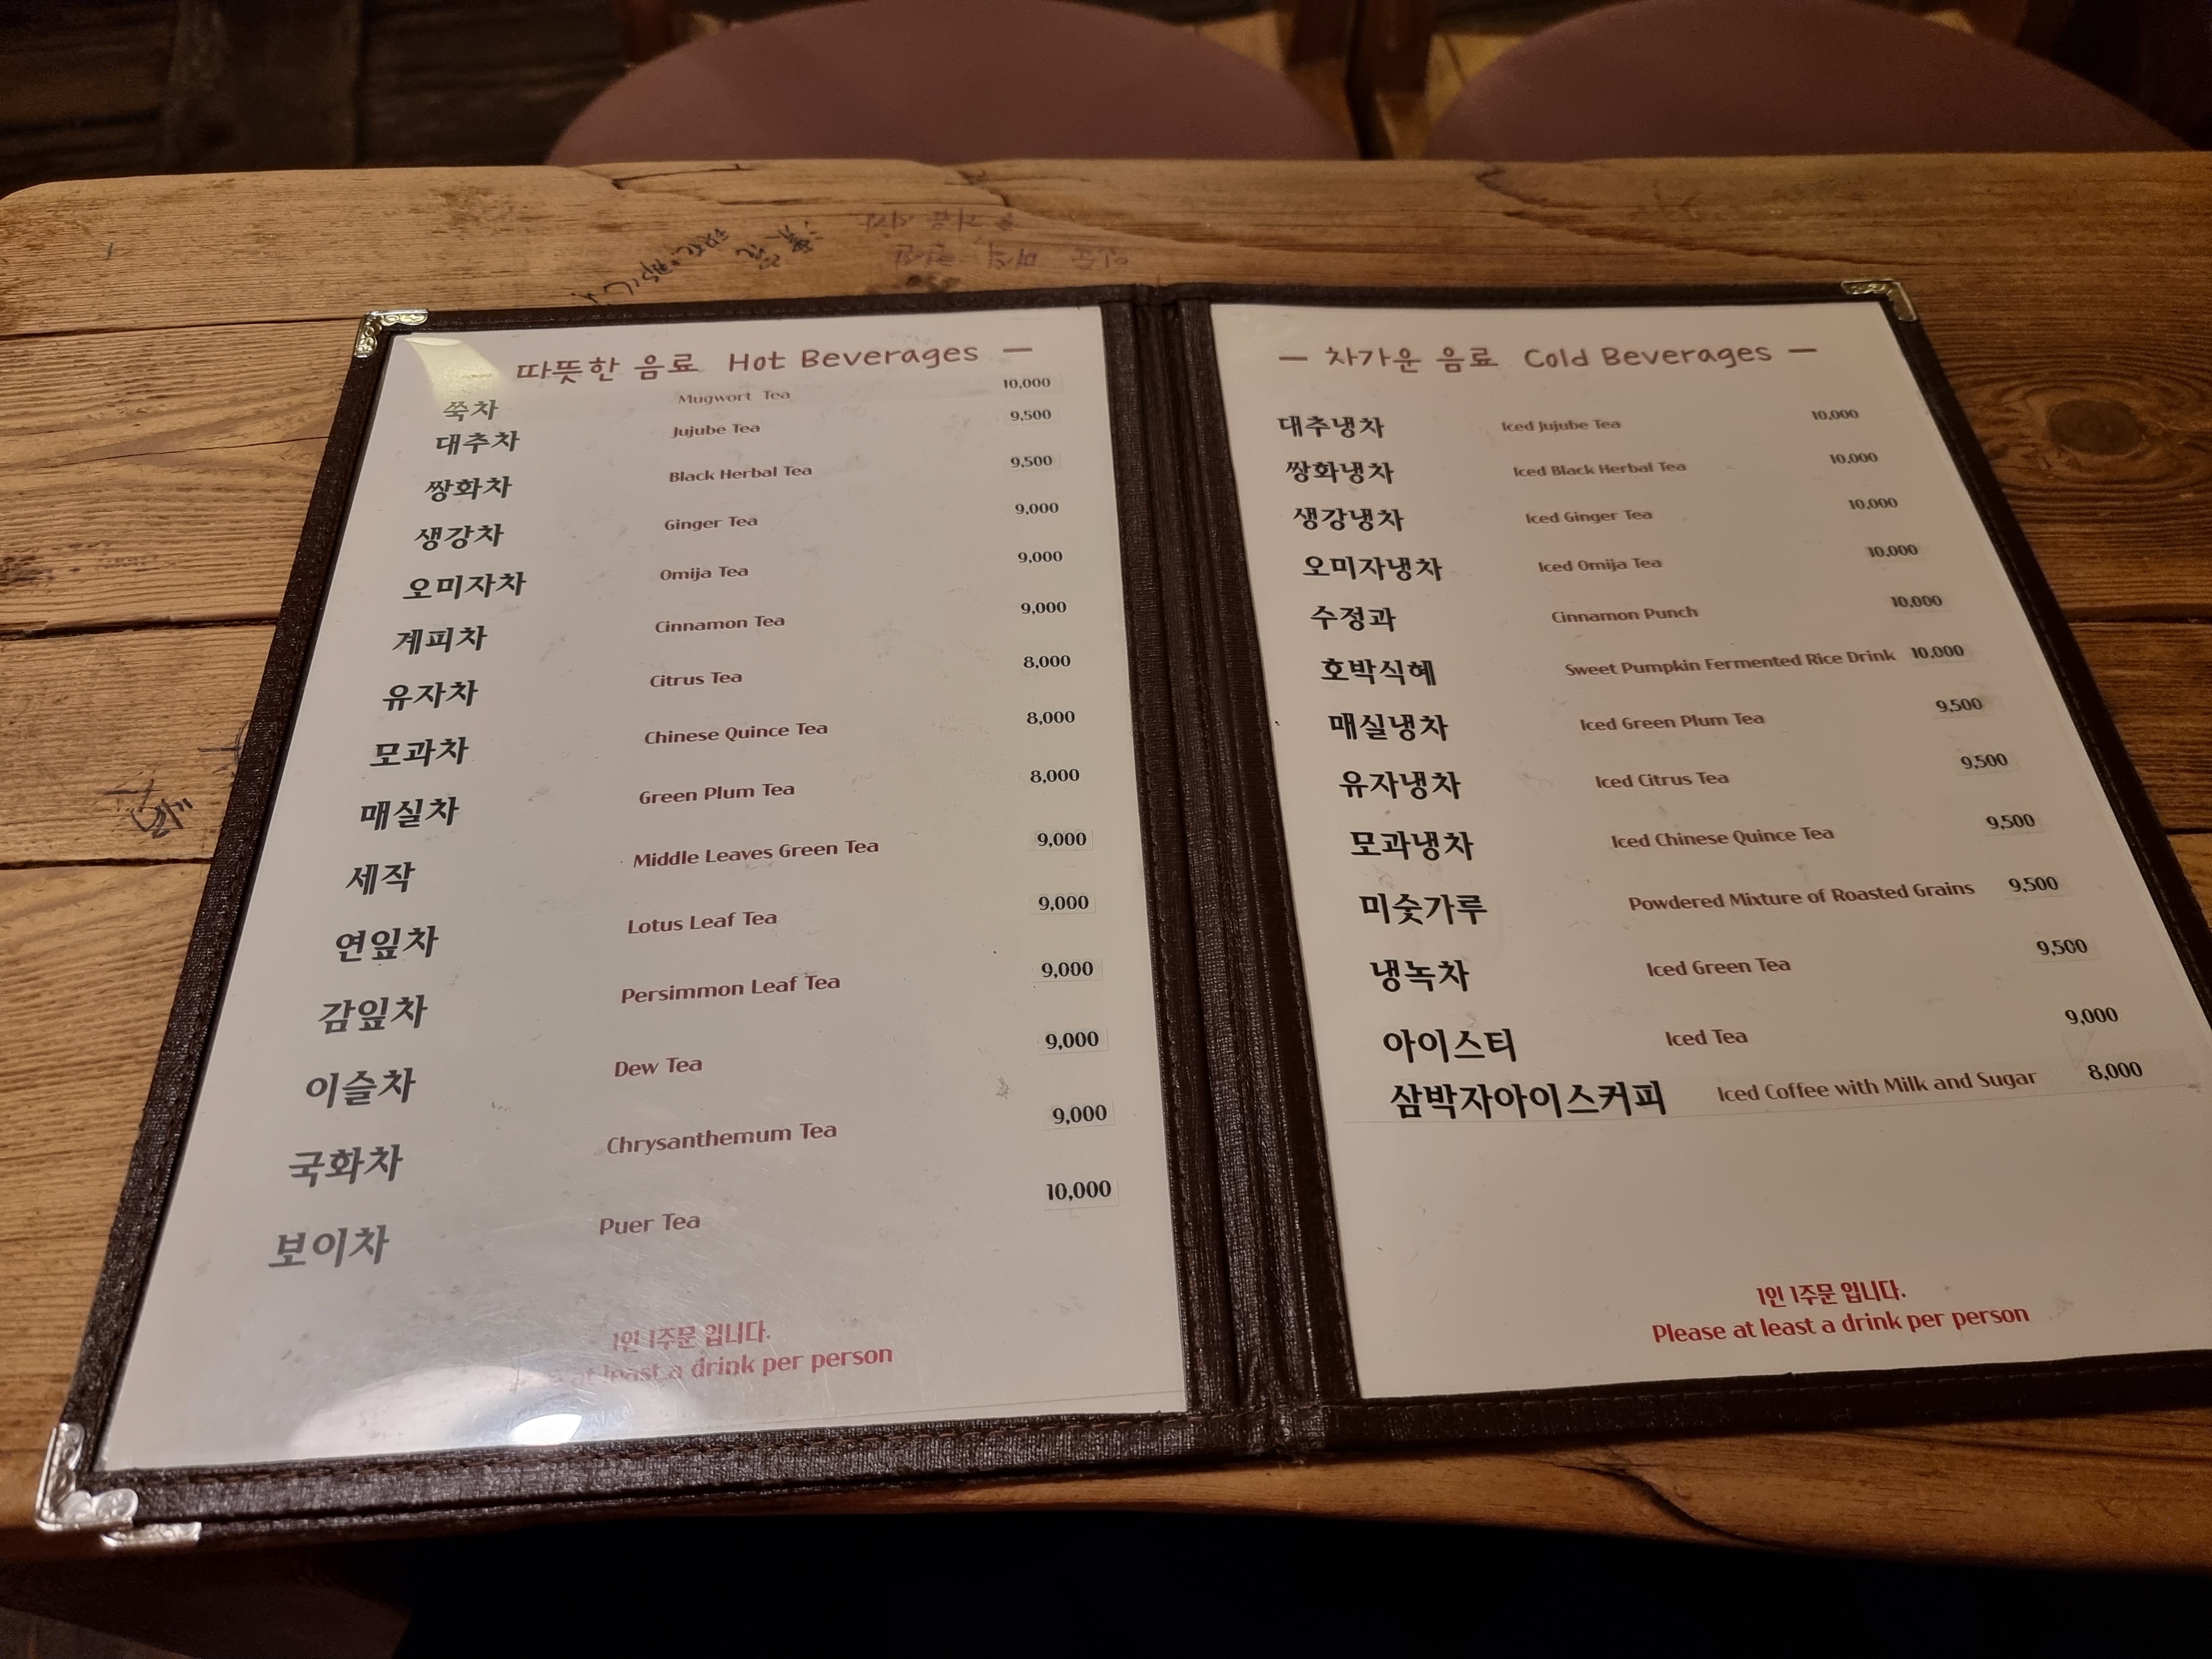 따뜻한 음료 Hot Beverages —
쑥차 Mugwort Tea 10,000
대추차 Jujube Tea 9,500
쌍화차 Black Herbal Tea 9,500
생강차 Ginger Tea 9,000
오미자차 Omija Tea 9,000
계피차 Cinnamon Tea 9,000
유자차 Citrus Tea 8,000
모과차 Chinese Quince Tea 8,000
매실차 Green Plum Tea 8,000
세작 Middle Leaves Green Tea 9,000
연잎차 Lotus Leaf Tea 9,000
감잎차 Persimmon Leaf Tea 9,000
이슬차 Dew Tea 9,000
국화차 Chrysanthemum Tea 9,000
보이차 Puer Tea 10,000
1인 1주문 입니다.
at least a drink per person
— 차가운 음료 Cold Beverages —
대추냉차 Iced Jujube Tea 10,000
쌍화냉차 Iced Black Herbal Tea 10,000
생강냉차 Iced Ginger Tea 10,000
오미자냉차 Iced Omija Tea 10,000
수정과 Cinnamon Punch 10,000
호박식혜 Sweet Pumpkin Fermented Rice Drink 10,000
매실냉차 Iced Green Plum Tea 9,500
유자냉차 Iced Citrus Tea 9,500
모과냉차 Iced Chinese Quince Tea 9,500
미숫가루 Powdered Mixture of Roasted Grains 9,500
냉녹차 Iced Green Tea 9,500
아이스티 Iced Tea 9,000
삼박자아이스커피 Iced Coffee with Milk and Sugar 8,000
1인 1주문 입니다.
Please at least a drink per person